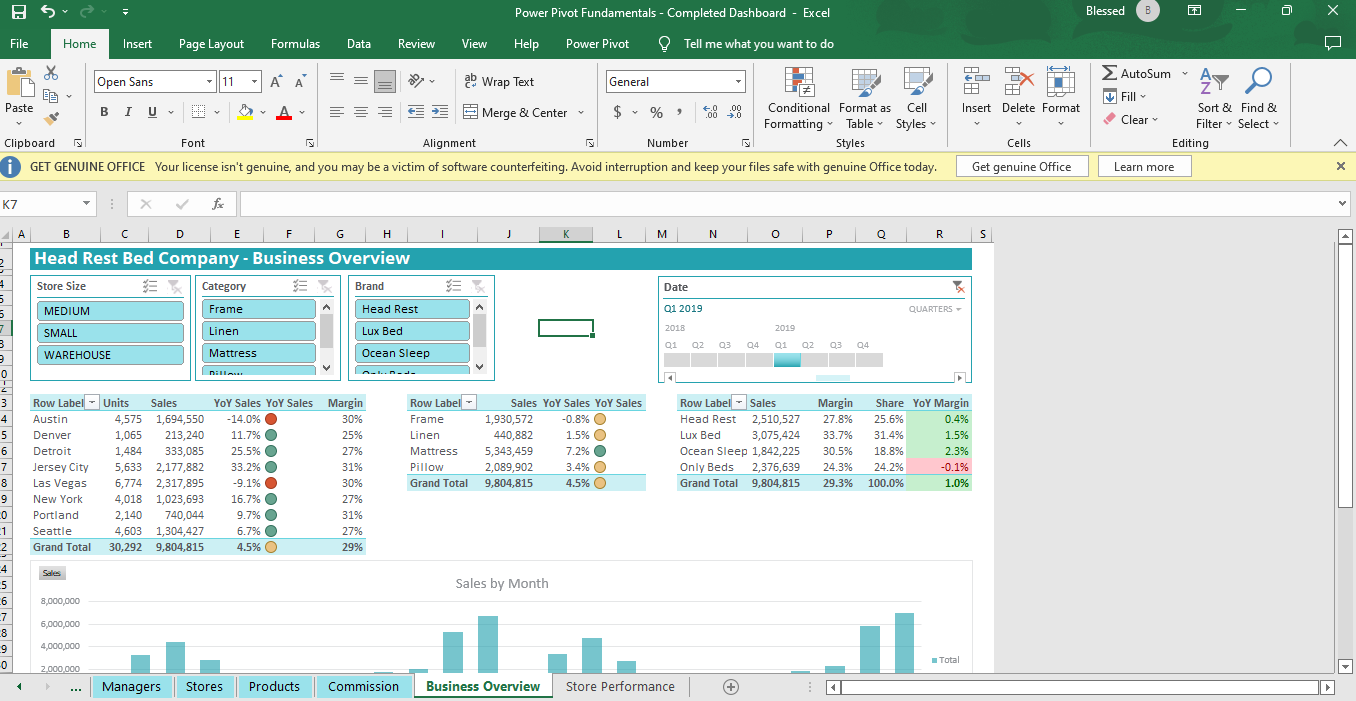 Power Pivot Fundamentals - Completed Dashboard - Excel
Blessed B
File Home Insert Page Layout Formulas Data Review View Help Power Pivot Tell me what you want to do
Paste
Open Sans 11 A A
B I U A
ab Wrap Text
Merge & Center
General
$ % ,
Conditional Formatting
Format as Table
Cell Styles
Insert Delete Format
AutoSum
Fill
Clear
Sort & Filter
Find & Select
Clipboard Font Alignment Number Styles Cells Editing
GET GENUINE OFFICE Your license isn't genuine, and you may be a victim of software counterfeiting. Avoid interruption and keep your files safe with genuine Office today. Get genuine Office Learn more
K7 fx
A B C D E F G H I J K L M N O P Q R S
Head Rest Bed Company - Business Overview
Store Size
MEDIUM
SMALL
WAREHOUSE
Category
Frame
Linen
Mattress
Pillow
Brand
Head Rest
Lux Bed
Ocean Sleep
Only Beds
Date
Q1 2019 QUARTERS
2018 2019
Q1 Q2 Q3 Q4 Q1 Q2 Q3 Q4
Row Label Units Sales YoY Sales YoY Sales Margin
Austin 4,575 1,694,550 -14.0% 30%
Denver 1,065 213,240 11.7% 25%
Detroit 1,484 333,085 25.5% 27%
Jersey City 5,633 2,177,882 33.2% 31%
Las Vegas 6,774 2,317,895 -9.1% 30%
New York 4,018 1,023,693 16.7% 27%
Portland 2,140 740,044 9.7% 31%
Seattle 4,603 1,304,427 6.7% 27%
Grand Total 30,292 9,804,815 4.5% 29%
Row Label Sales YoY Sales YoY Sales
Frame 1,930,572 -0.8%
Linen 440,882 1.5%
Mattress 5,343,459 7.2%
Pillow 2,089,902 3.4%
Grand Total 9,804,815 4.5%
Row Label Sales Margin Share YoY Margin
Head Rest 2,510,527 27.8% 25.6% 0.4%
Lux Bed 3,075,424 33.7% 31.4% 1.5%
Ocean Sleep 1,842,225 30.5% 18.8% 2.3%
Only Beds 2,376,639 24.3% 24.2% -0.1%
Grand Total 9,804,815 29.3% 100.0% 1.0%
Sales
Sales by Month
8,000,000
6,000,000
4,000,000
2,000,000
Total
... Managers Stores Products Commission Business Overview Store Performance